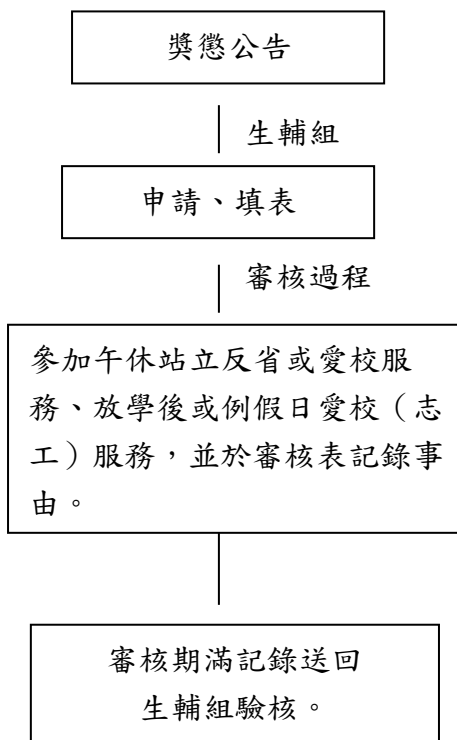 獎懲公告
生輔組
申請、填表
審核過程
參加午休站立反省或愛校服
務、放學後或例假日愛校（志
工）服務，並於審核表記錄事
由。
審核期滿記錄送回
生輔組驗核。